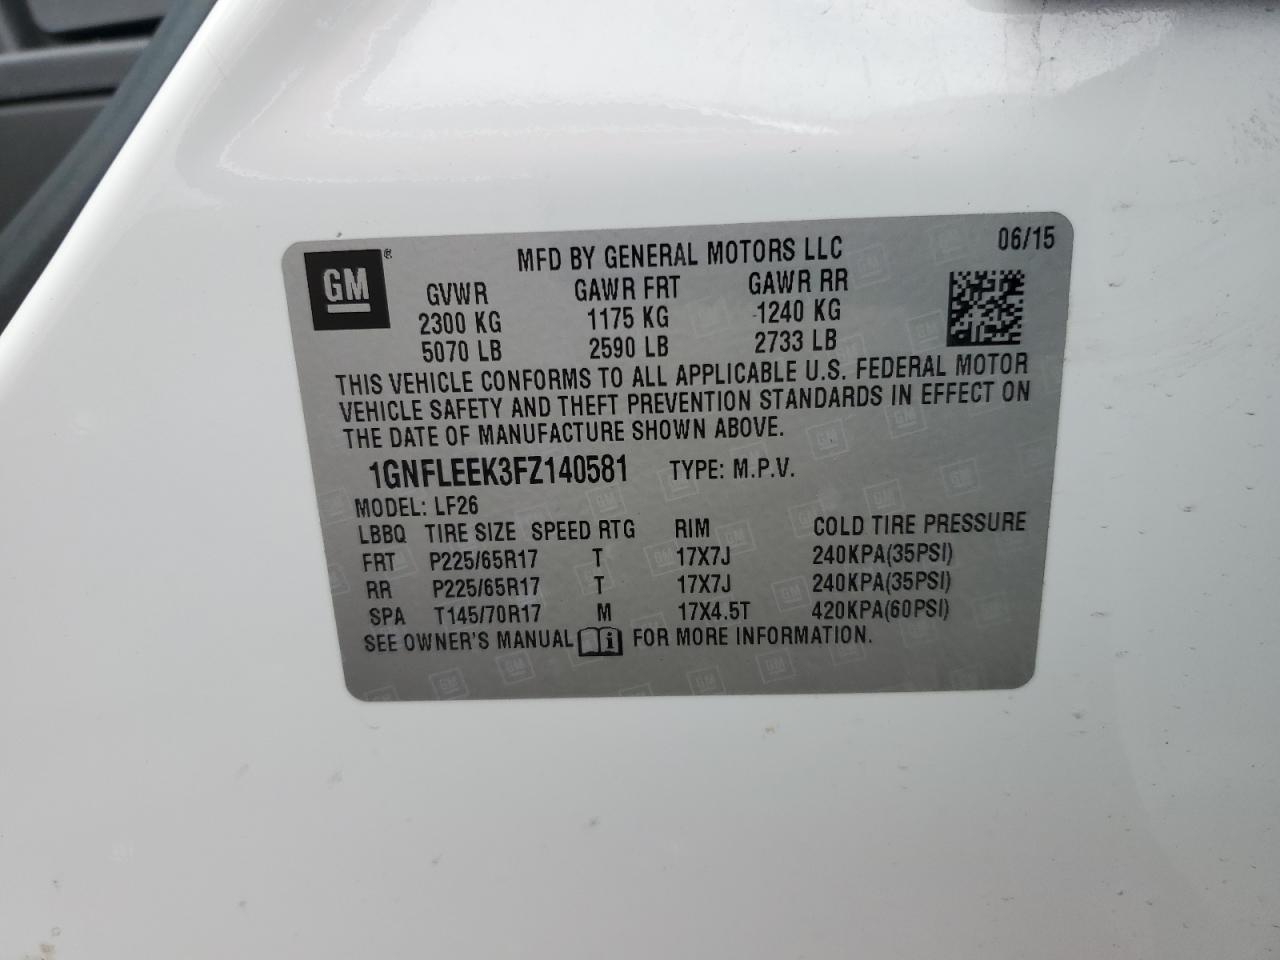 GM ® MFD BY GENERAL MOTORS LLC 06/15
GVWR GAWR FRT GAWR RR
2300 KG 1175 KG 1240 KG
5070 LB 2590 LB 2733 LB
THIS VEHICLE CONFORMS TO ALL APPLICABLE U.S. FEDERAL MOTOR
VEHICLE SAFETY AND THEFT PREVENTION STANDARDS IN EFFECT ON
THE DATE OF MANUFACTURE SHOWN ABOVE.
1GNFLEEK3FZ140581 TYPE: M.P.V.
MODEL: LF26
LBBQ TIRE SIZE SPEED RTG RIM COLD TIRE PRESSURE
FRT P225/65R17 T 17X7J 240KPA(35PSI)
RR P225/65R17 T 17X7J 240KPA(35PSI)
SPA T145/70R17 M 17X4.5T 420KPA(60PSI)
SEE OWNER'S MANUAL i FOR MORE INFORMATION.